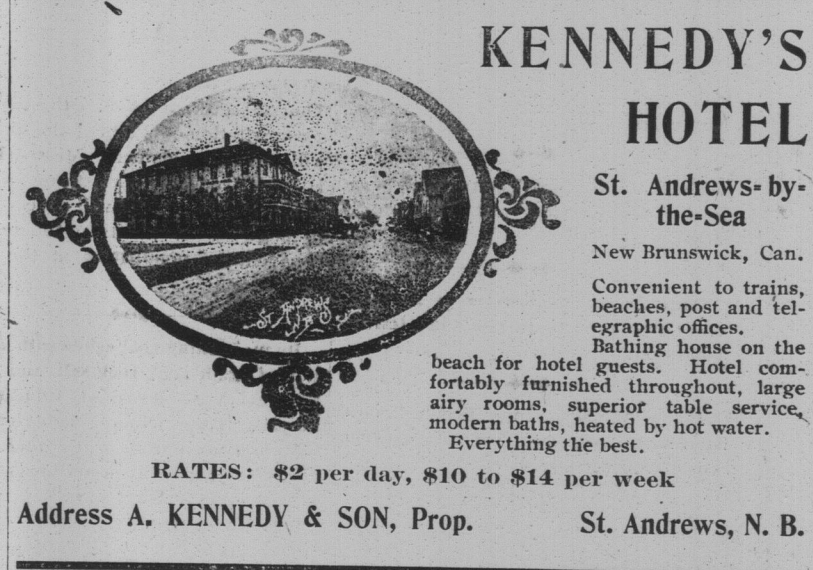 KENNEDY'S
HOTEL
St. Andrews-by-
the-Sea
New Brunswick, Can.
Convenient to trains,
beaches, post and tel-
egraphic offices.
Bathing house on the
beach for hotel guests. Hotel com-
fortably furnished throughout, large
airy rooms, superior table service,
modern baths, heated by hot water.
Everything the best.
ST. ANDREWS
N.B.
RATES: $2 per day, $10 to $14 per week
Address A. KENNEDY & SON, Prop.
St. Andrews, N. B.